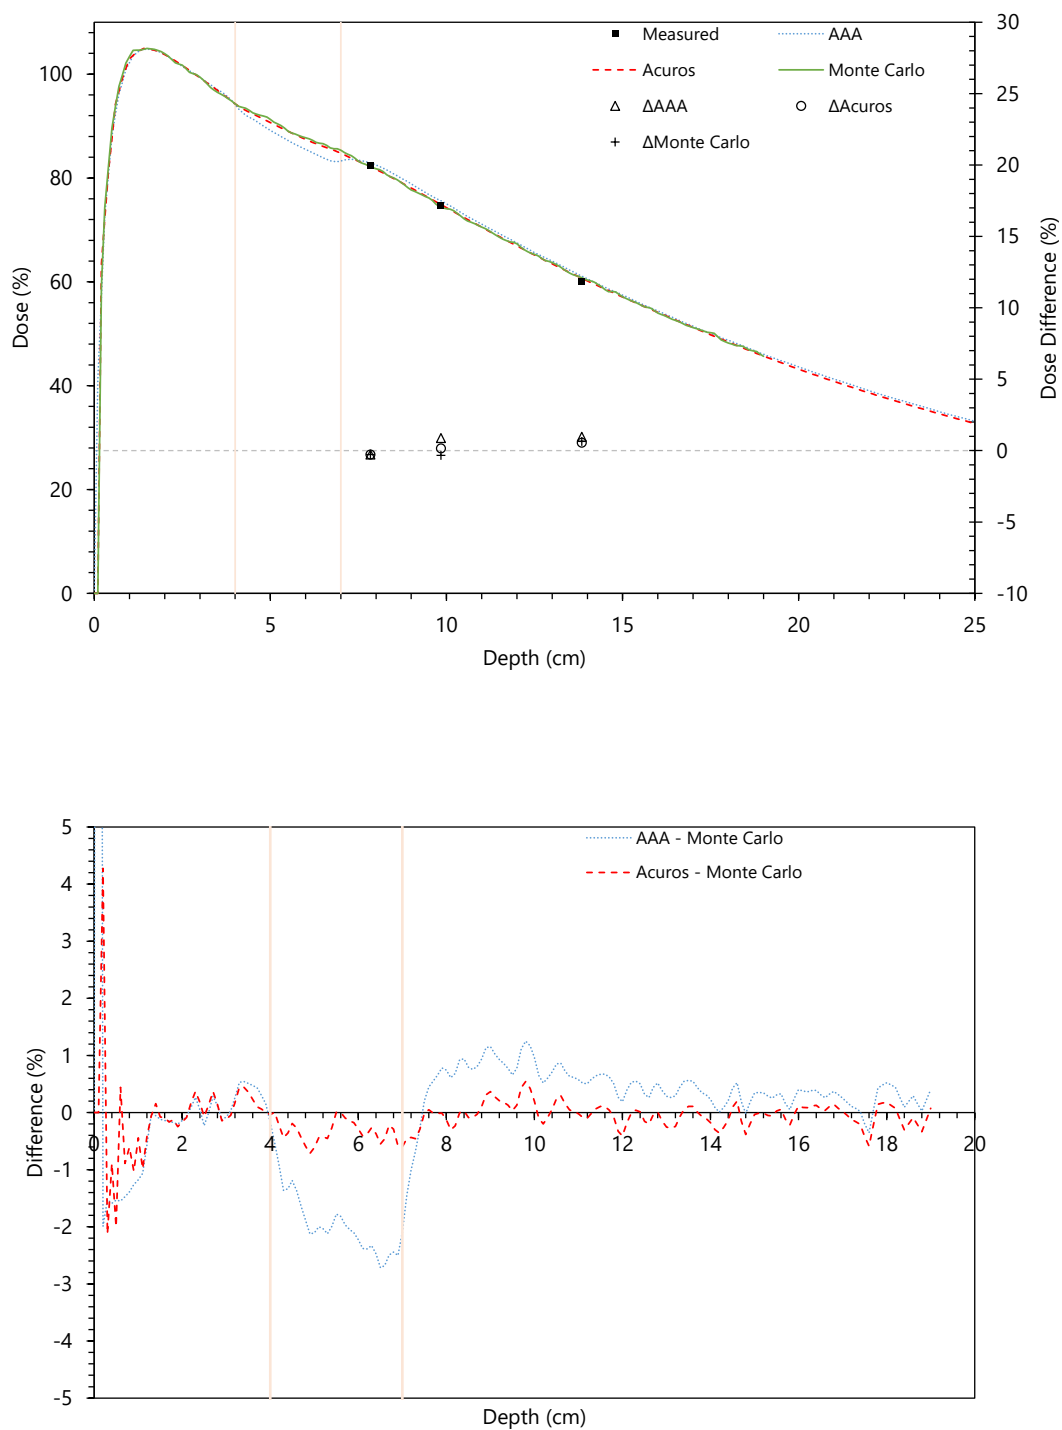 Measured
AAA
Acuros
Monte Carlo
ΔAAA
ΔAcuros
ΔMonte Carlo
Dose (%)
100
80
60
40
20
0
Dose Difference (%)
30
25
20
15
10
5
0
-5
-10
0 5 10 15 20 25
Depth (cm)
AAA - Monte Carlo
Acuros - Monte Carlo
Difference (%)
5
4
3
2
1
0
-1
-2
-3
-4
-5
0 2 4 6 8 10 12 14 16 18 20
Depth (cm)